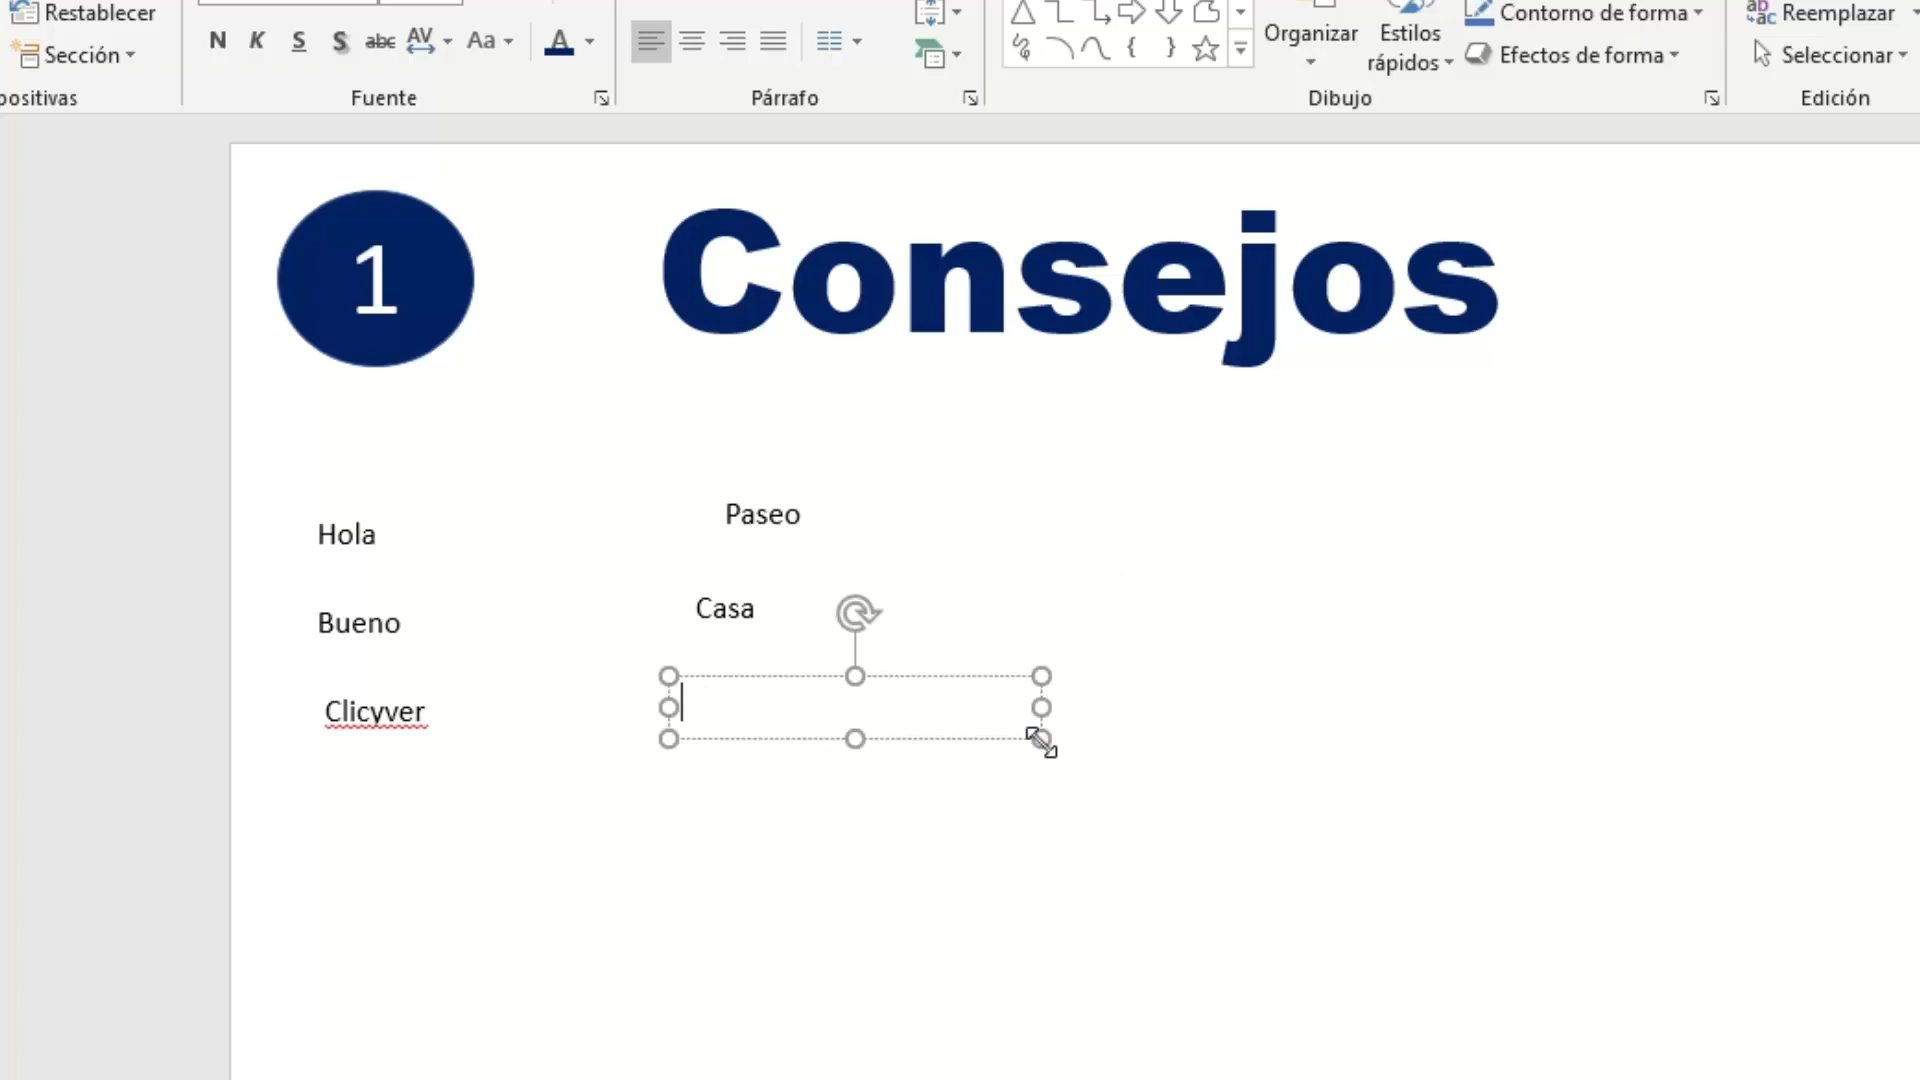 Restablecer
Sección
N K S S abc AV Aa A
Organizar
Estilos rápidos
Contorno de forma
Efectos de forma
Reemplazar
Seleccionar
positivas
Fuente
Párrafo
Dibujo
Edición
1
Consejos
Hola
Paseo
Bueno
Casa
Clicyver